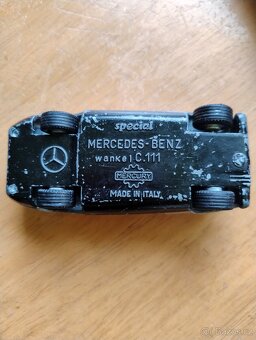 special
MERCEDES-BENZ
wankel C.111
MERCURY
MADE IN ITALY